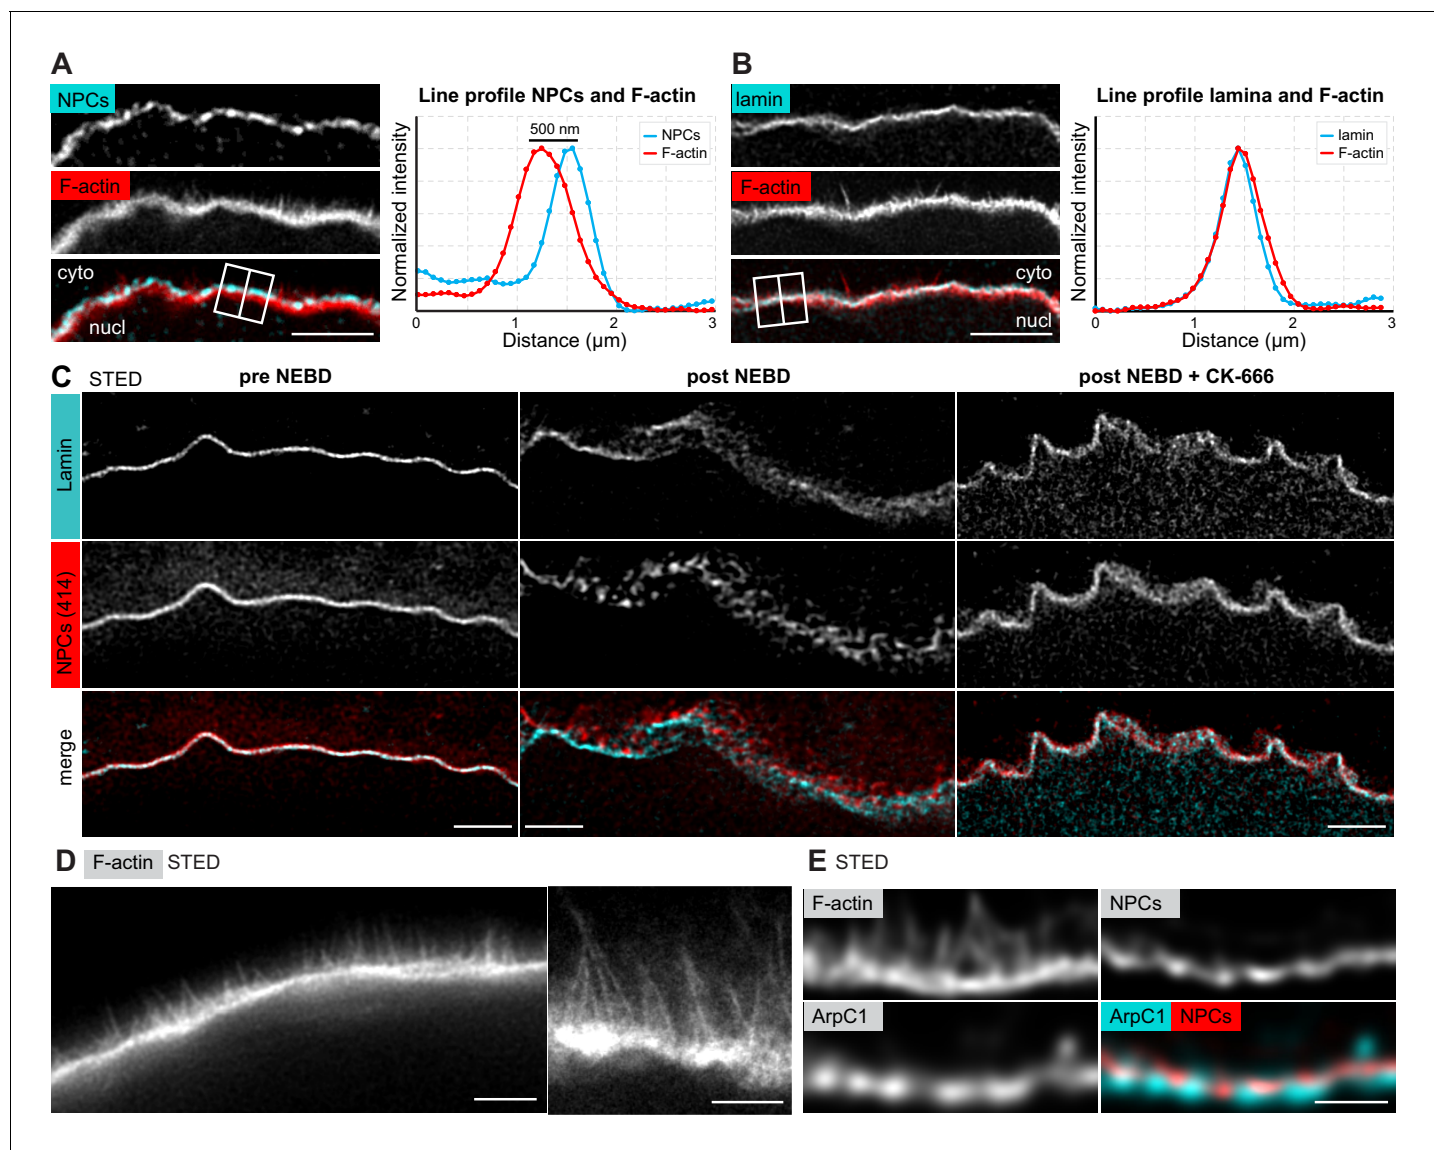 A
NPCs
F-actin
cyto
nucl
Line profile NPCs and F-actin
500 nm
NPCs
F-actin
Normalized intensity
0 1 2 3
Distance (µm)
B
lamin
F-actin
cyto
nucl
Line profile lamina and F-actin
lamin
F-actin
Normalized intensity
0 1 2 3
Distance (µm)
C STED
pre NEBD
post NEBD
post NEBD + CK-666
Lamin
NPCs (414)
merge
D F-actin STED
E STED
F-actin
NPCs
ArpC1
ArpC1 NPCs